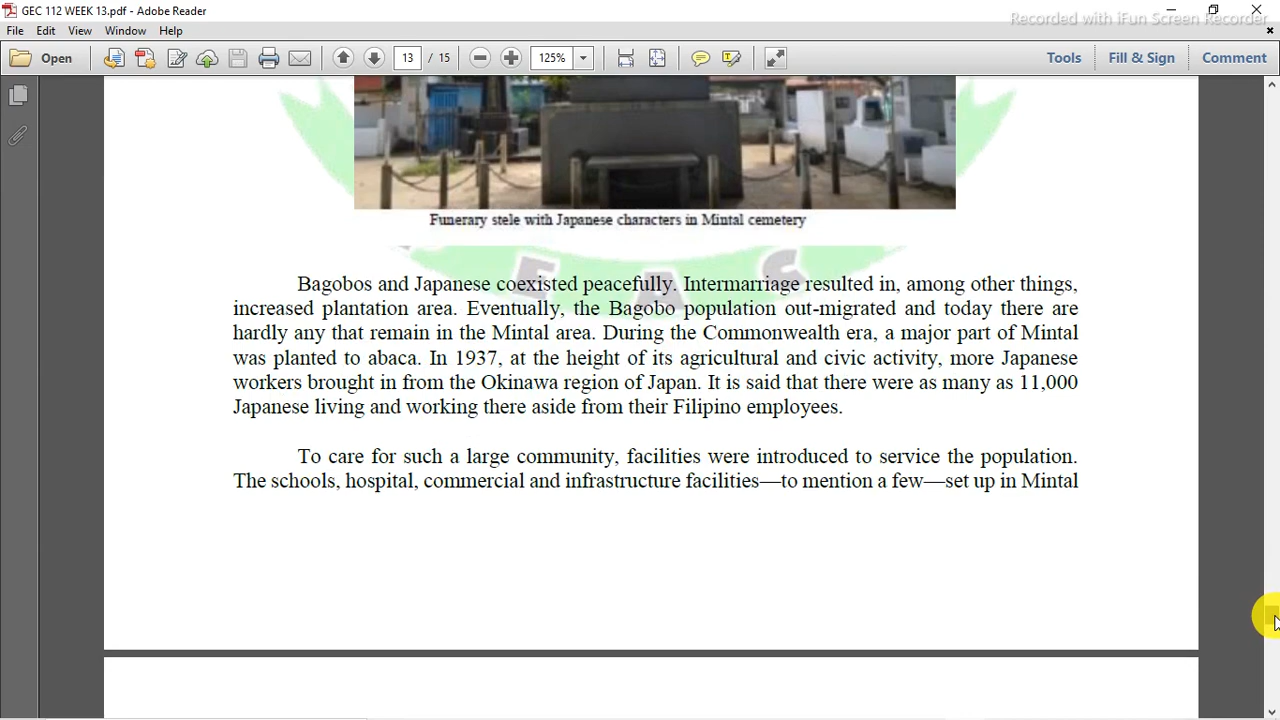 GEC 112 WEEK 13.pdf - Adobe Reader
Recorded with iFun Screen Recorder
File Edit View Window Help
Open 13 / 15 125% Tools Fill & Sign Comment
Funerary stele with Japanese characters in Mintal cemetery
E A C
Bagobos and Japanese coexisted peacefully. Intermarriage resulted in, among other things,
increased plantation area. Eventually, the Bagobo population out-migrated and today there are
hardly any that remain in the Mintal area. During the Commonwealth era, a major part of Mintal
was planted to abaca. In 1937, at the height of its agricultural and civic activity, more Japanese
workers brought in from the Okinawa region of Japan. It is said that there were as many as 11,000
Japanese living and working there aside from their Filipino employees.
To care for such a large community, facilities were introduced to service the population.
The schools, hospital, commercial and infrastructure facilities—to mention a few—set up in Mintal